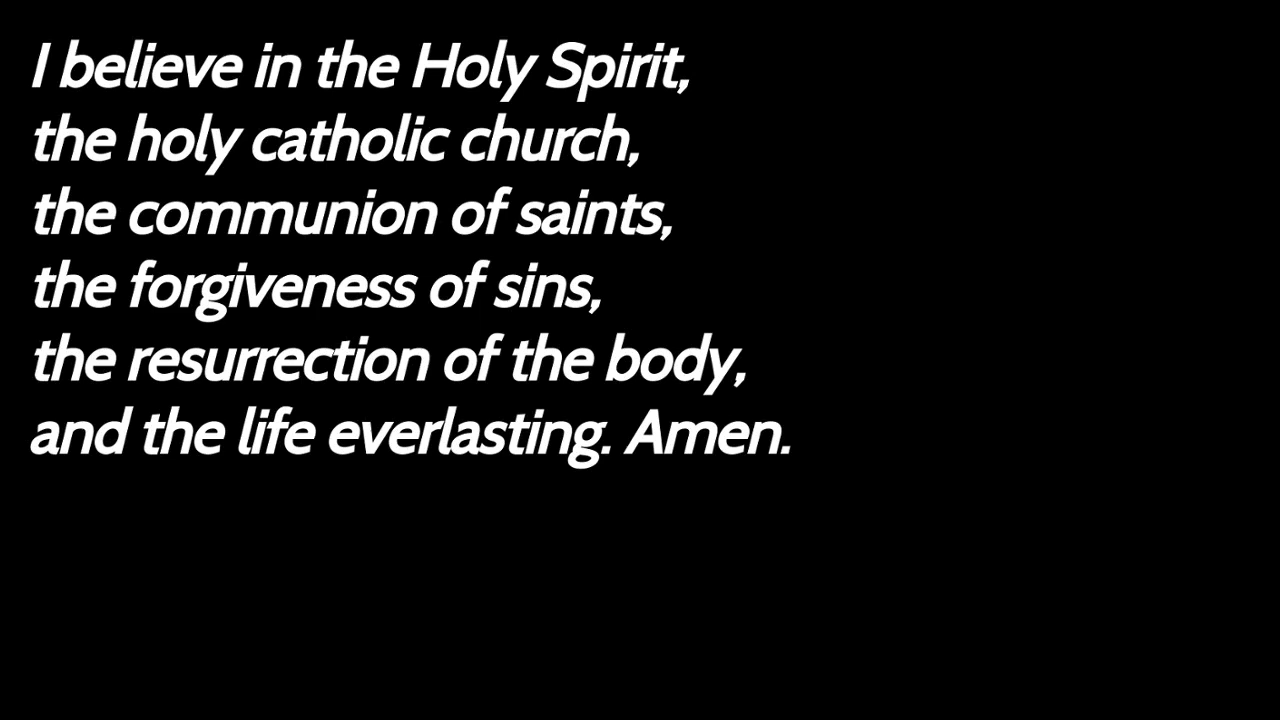 I believe in the Holy Spirit,
the holy catholic church,
the communion of saints,
the forgiveness of sins,
the resurrection of the body,
and the life everlasting. Amen.